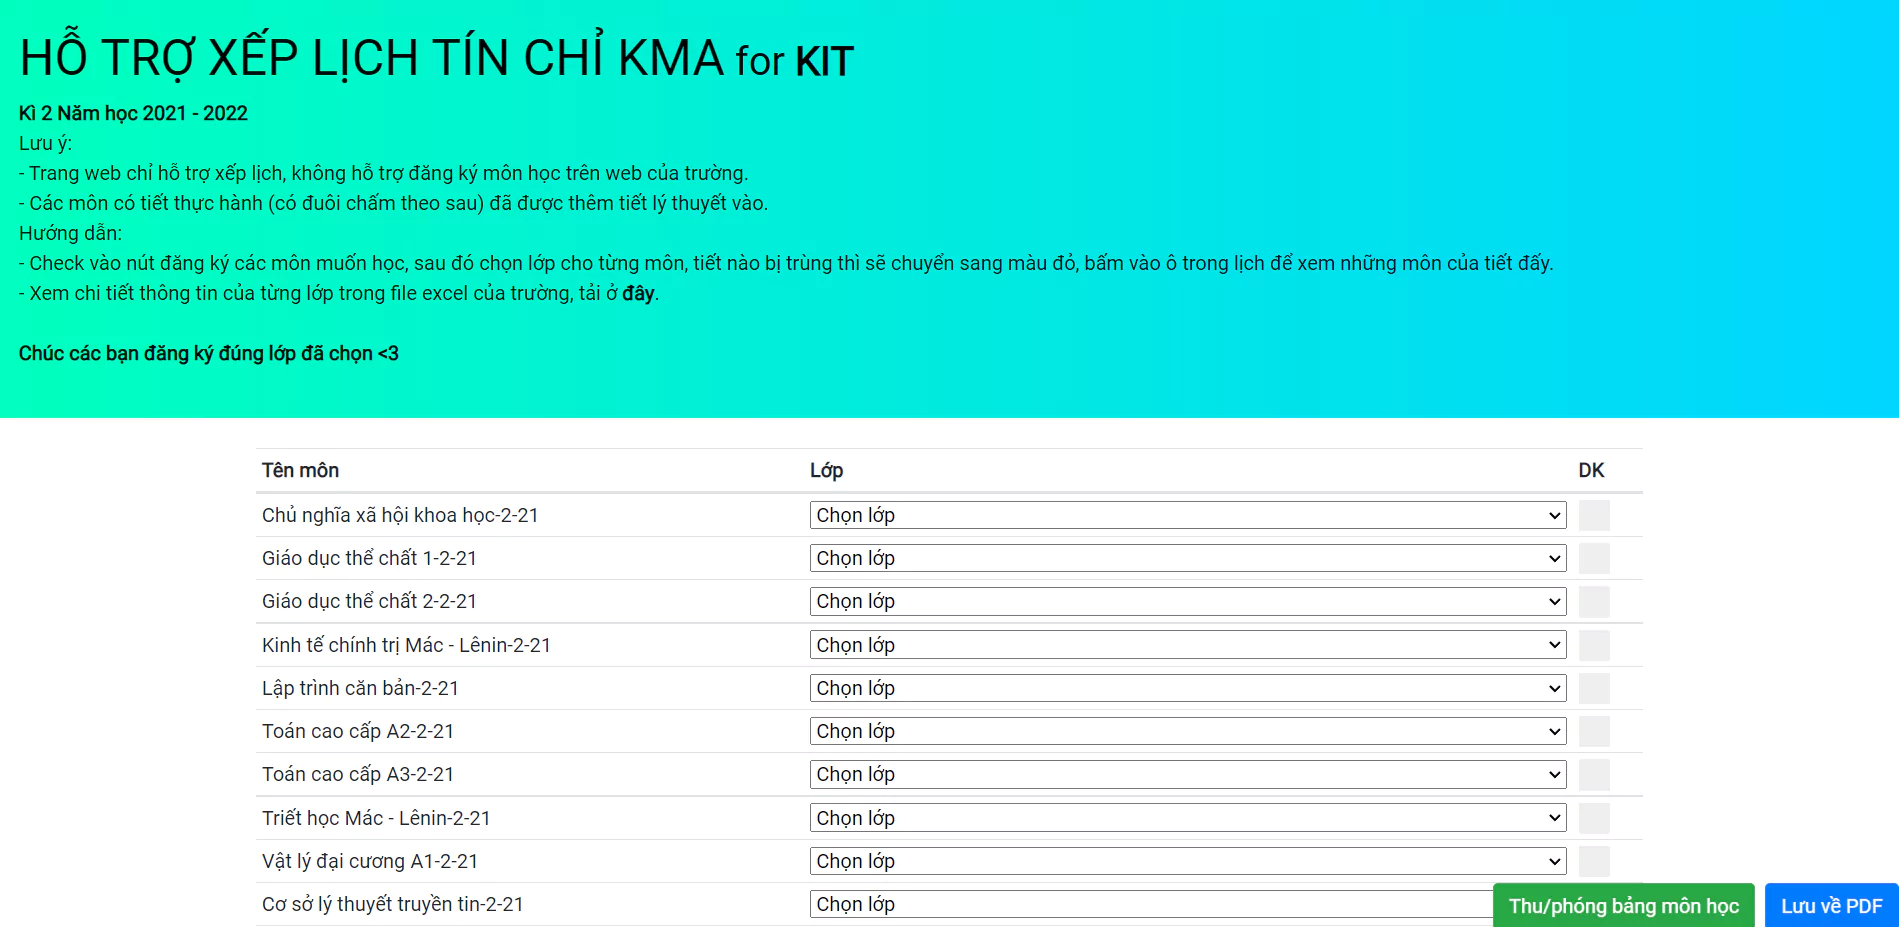 HỖ TRỢ XẾP LỊCH TÍN CHỈ KMA for KIT
Kì 2 Năm học 2021 - 2022
Lưu ý:
- Trang web chỉ hỗ trợ xếp lịch, không hỗ trợ đăng ký môn học trên web của trường.
- Các môn có tiết thực hành (có đuôi chấm theo sau) đã được thêm tiết lý thuyết vào.
Hướng dẫn:
- Check vào nút đăng ký các môn muốn học, sau đó chọn lớp cho từng môn, tiết nào bị trùng thì sẽ chuyển sang màu đỏ, bấm vào ô trong lịch để xem những môn của tiết đấy.
- Xem chi tiết thông tin của từng lớp trong file excel của trường, tải ở đây.
Chúc các bạn đăng ký đúng lớp đã chọn <3
Tên môn Lớp DK
Chủ nghĩa xã hội khoa học-2-21 Chọn lớp
Giáo dục thể chất 1-2-21 Chọn lớp
Giáo dục thể chất 2-2-21 Chọn lớp
Kinh tế chính trị Mác - Lênin-2-21 Chọn lớp
Lập trình căn bản-2-21 Chọn lớp
Toán cao cấp A2-2-21 Chọn lớp
Toán cao cấp A3-2-21 Chọn lớp
Triết học Mác - Lênin-2-21 Chọn lớp
Vật lý đại cương A1-2-21 Chọn lớp
Cơ sở lý thuyết truyền tin-2-21 Chọn lớp Thu/phóng bảng môn học Lưu về PDF